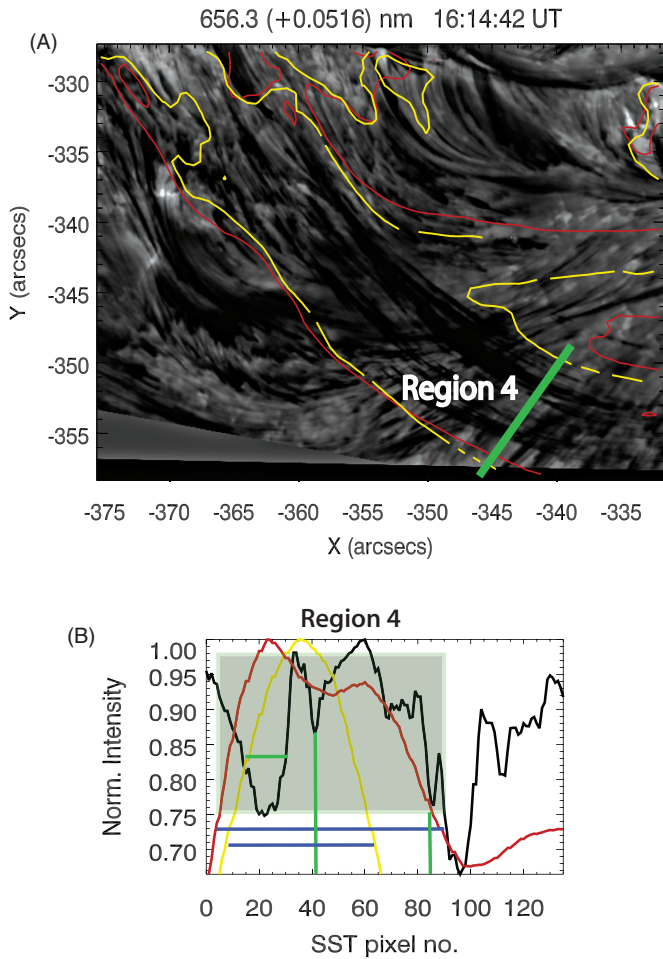 656.3 (+0.0516) nm 16:14:42 UT
(A)
-330
-335
-340
-345
-350
-355
Y (arcsecs)
Region 4
-375 -370 -365 -360 -355 -350 -345 -340 -335
X (arcsecs)
Region 4
(B)
1.00
0.95
0.90
0.85
0.80
0.75
0.70
Norm. Intensity
0 20 40 60 80 100 120
SST pixel no.